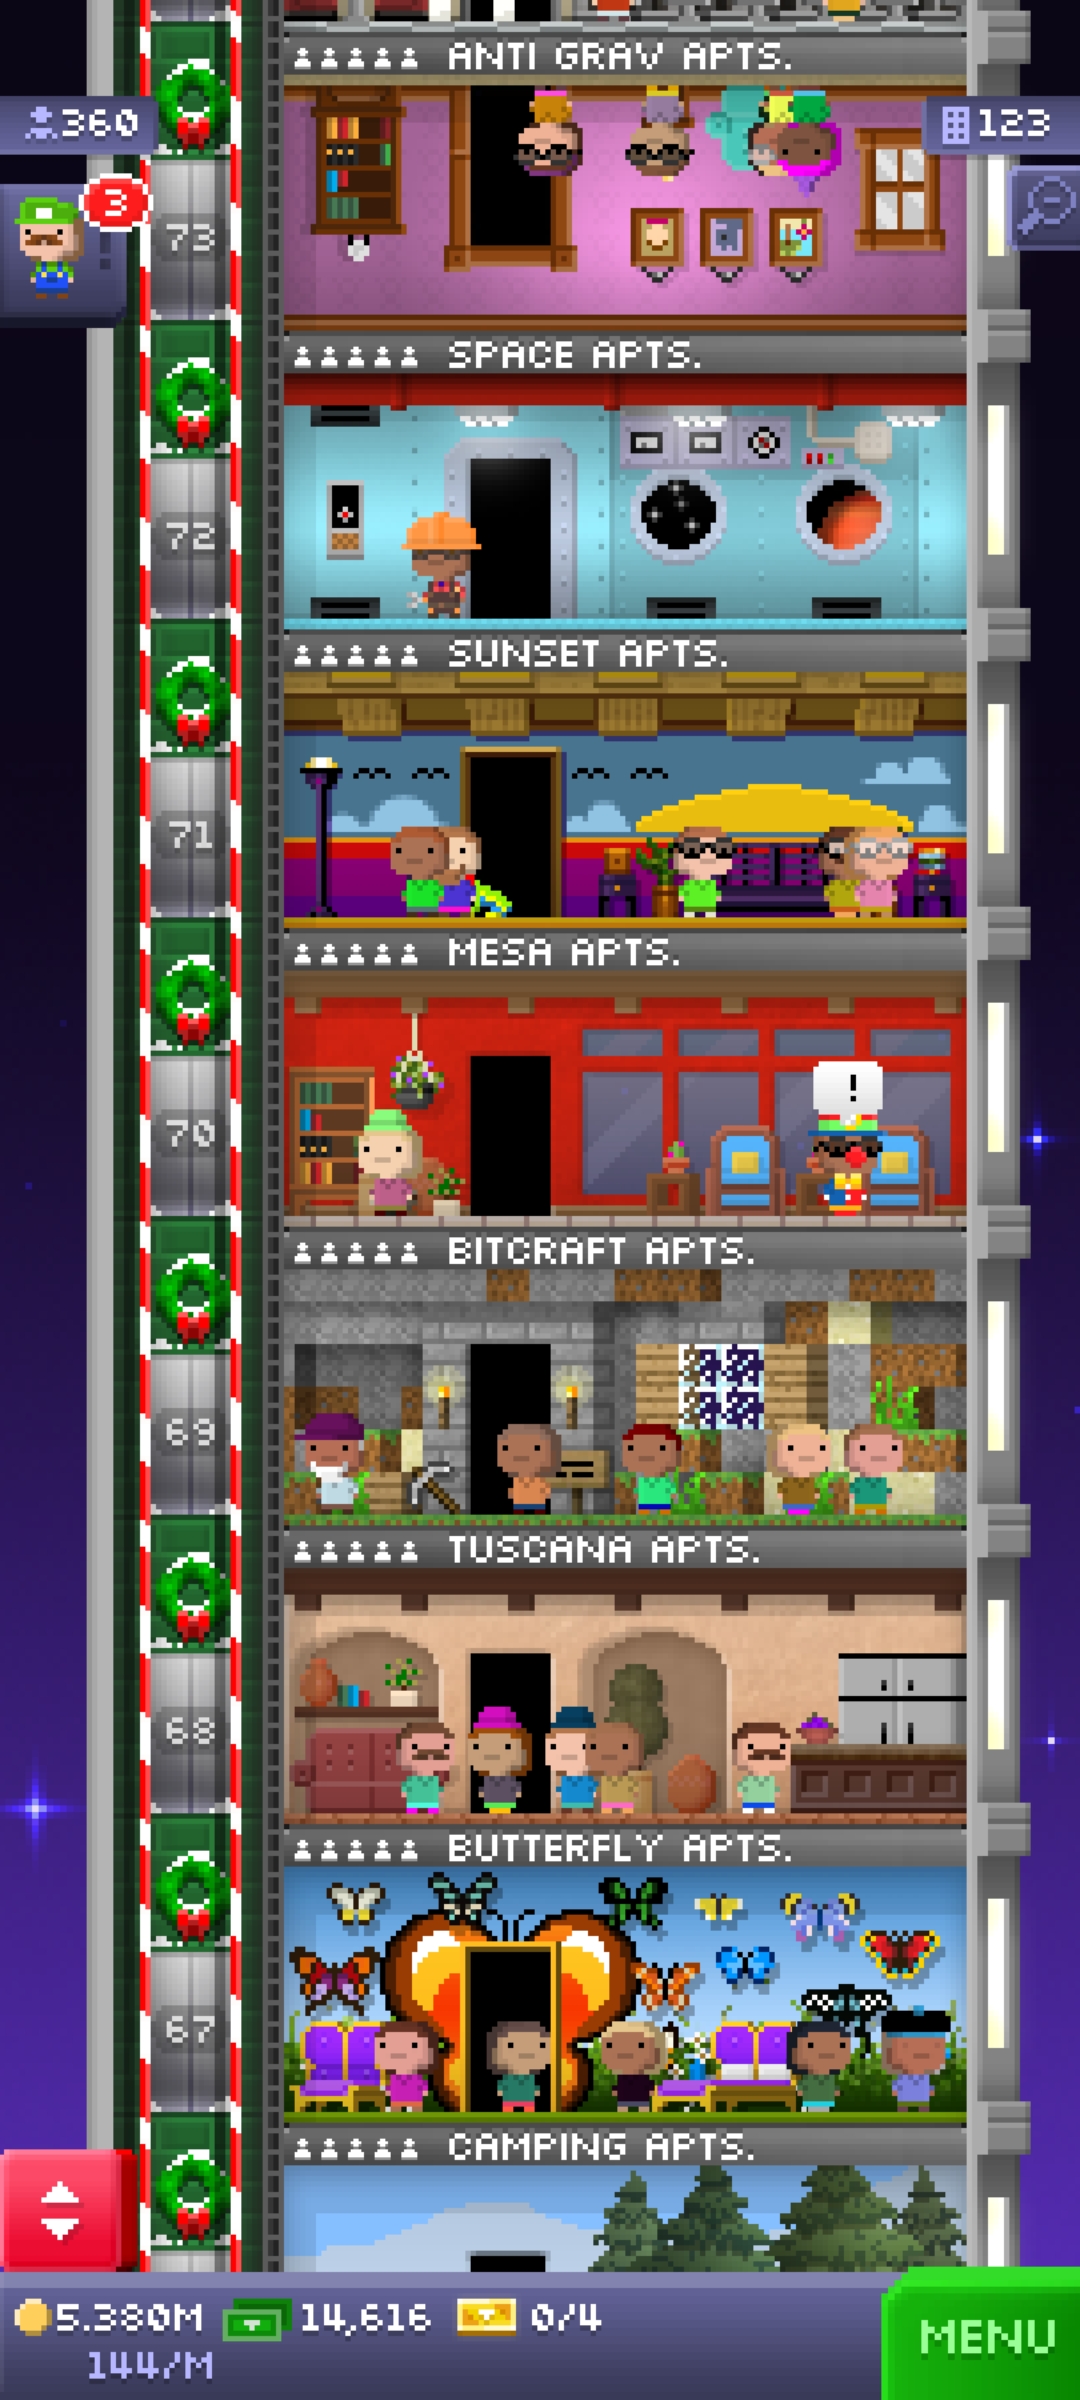 ANTI GRAV APTS.
360
123
3
73
SPACE APTS.
72
SUNSET APTS.
71
MESA APTS.
!
70
BITCRAFT APTS.
69
TUSCANA APTS.
68
BUTTERFLY APTS.
67
CAMPING APTS.
5.380M 14,616 0/4
144/M
MENU